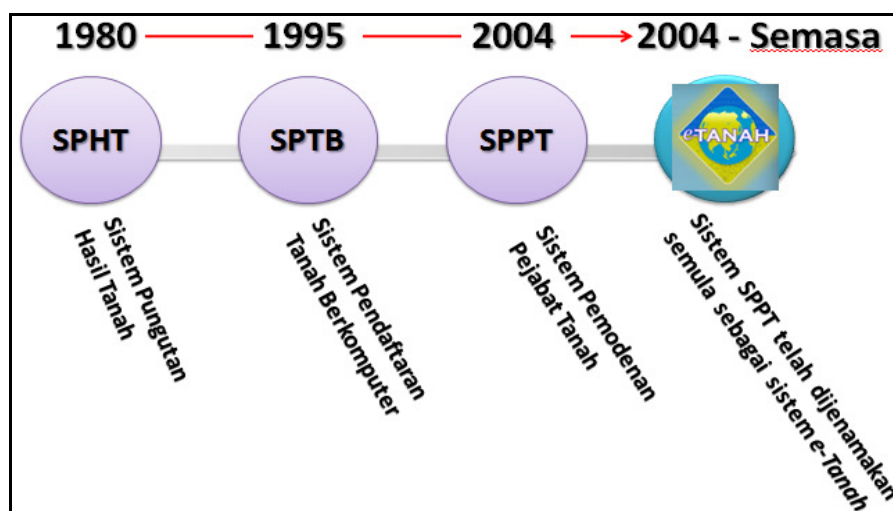 1980
1995
2004
2004 - Semasa
SPHT
SPTB
SPPT
e-TANAH
Sistem Pungutan
Hasil Tanah
Sistem Pendaftaran
Tanah Berkomputer
Sistem Pemodenan
Pejabat Tanah
Sistem SPPT telah dijenamakan
semula sebagai sistem e-Tanah